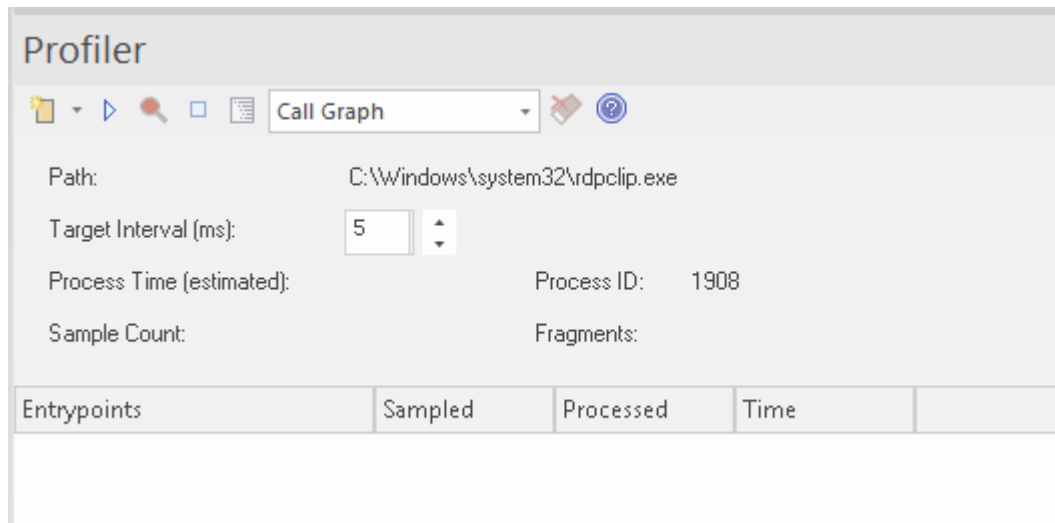 Profiler
Call Graph
Path: C:\Windows\system32\rdpclip.exe
Target Interval (ms): 5
Process Time (estimated): Process ID: 1908
Sample Count: Fragments:
Entrypoints Sampled Processed Time